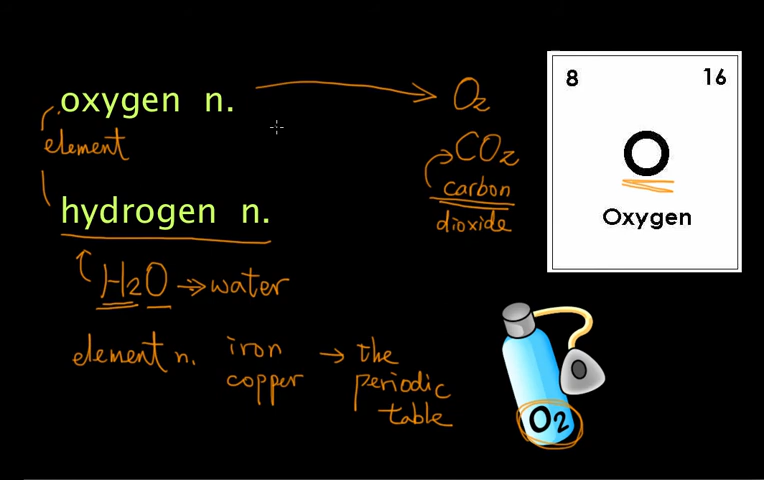 oxygen n.
element
hydrogen n.
H2O → water
element n. iron → the
copper periodic
table
O2
CO2
carbon
dioxide
8 16
O
Oxygen
O2